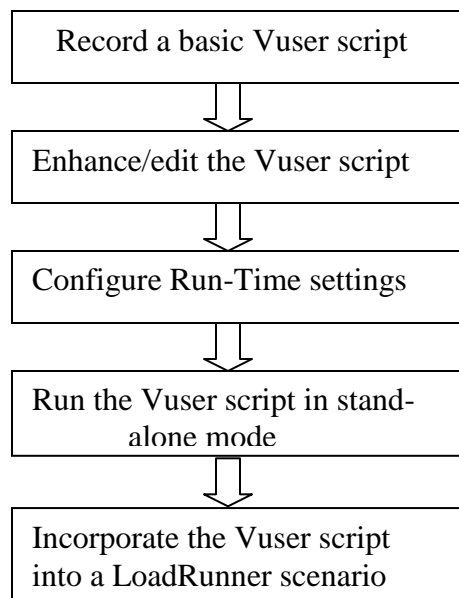 Record a basic Vuser script
Enhance/edit the Vuser script
Configure Run-Time settings
Run the Vuser script in stand-
alone mode
Incorporate the Vuser script
into a LoadRunner scenario